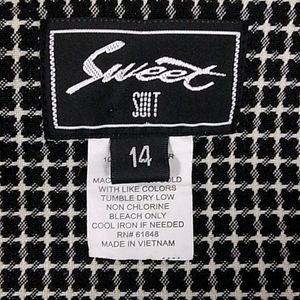 Sweet
SUIT
14
WITH LIKE COLORS
TUMBLE DRY LOW
NON CHLORINE
BLEACH ONLY
COOL IRON IF NEEDED
RN# 61648
MADE IN VIETNAM